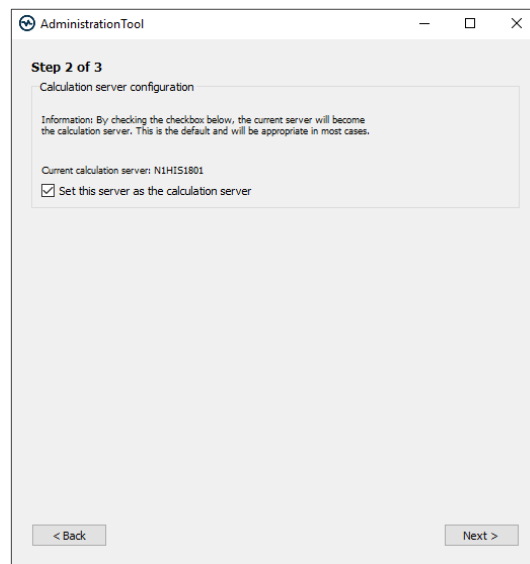 AdministrationTool
Step 2 of 3
Calculation server configuration
Information: By checking the checkbox below, the current server will become
the calculation server. This is the default and will be appropriate in most cases.
Current calculation server: N1HIS1801
Set this server as the calculation server
< Back
Next >